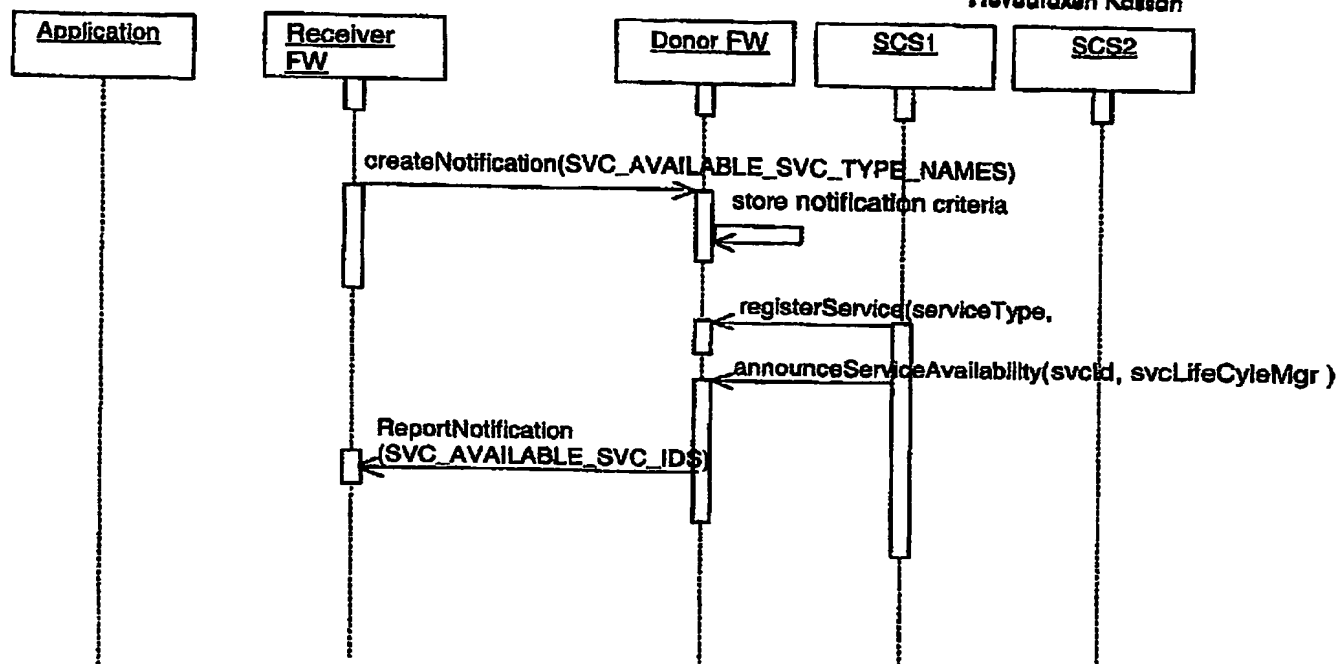 Application
Receiver
FW
Donor FW
SCS1
SCS2
createNotification(SVC_AVAILABLE_SVC_TYPE_NAMES)
store notification criteria
registerService(serviceType,
announceServiceAvailability(svcId, svcLifeCyleMgr )
ReportNotification
(SVC_AVAILABLE_SVC_IDS)